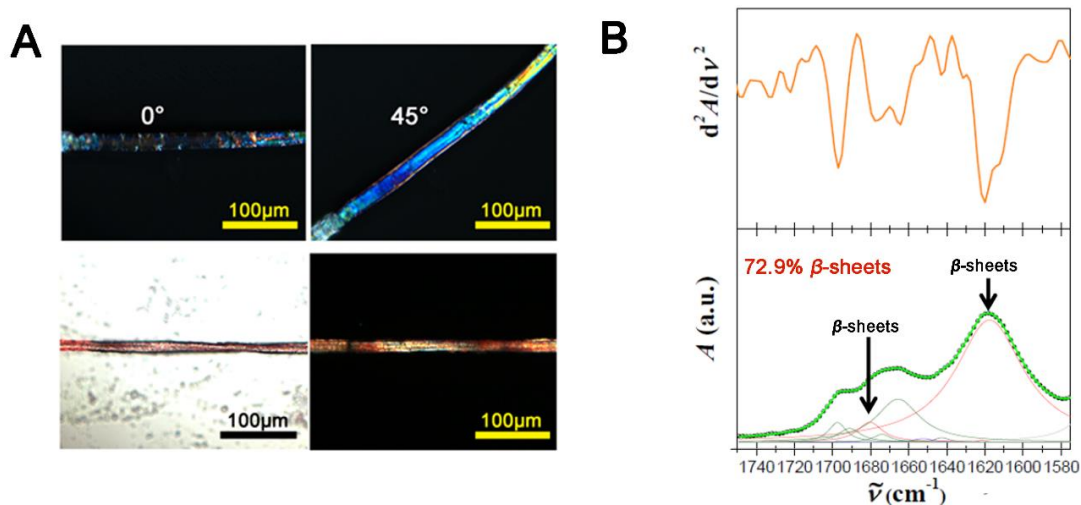 A
0°
100µm
45°
100µm
100µm
100µm
B
d²A/dν²
72.9% β-sheets
β-sheets
β-sheets
A (a.u.)
1740 1720 1700 1680 1660 1640 1620 1600 1580
ν̃ (cm⁻¹)